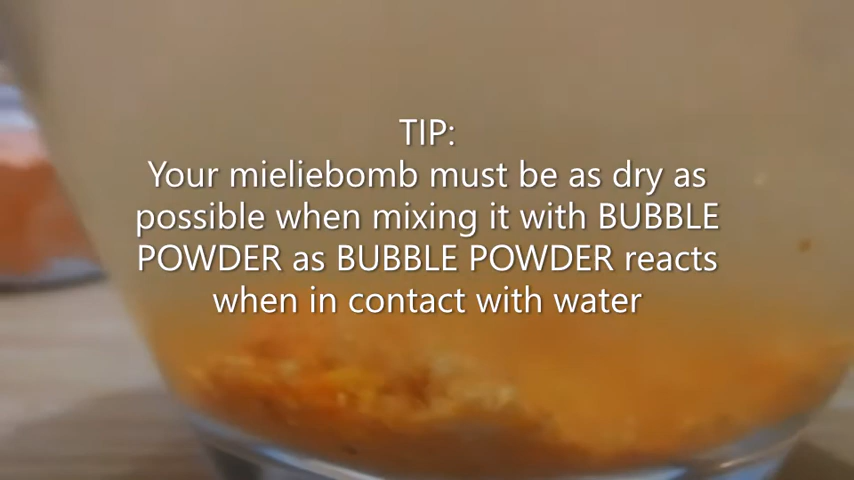 TIP:
Your mieliebomb must be as dry as
possible when mixing it with BUBBLE
POWDER as BUBBLE POWDER reacts
when in contact with water